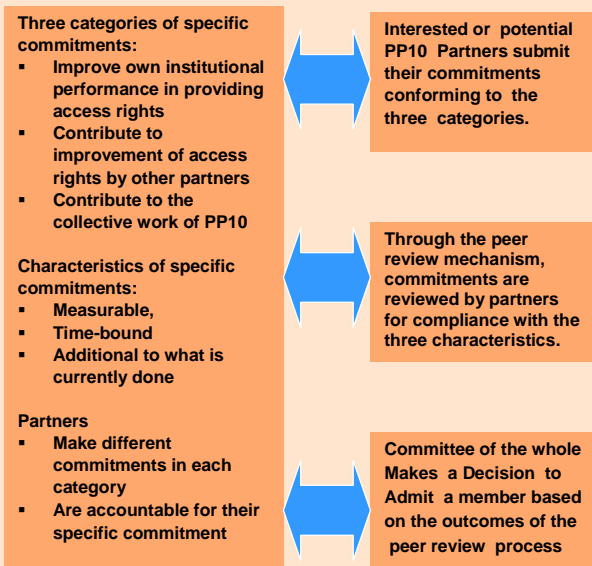 Three categories of specific
commitments:
▪ Improve own institutional
performance in providing
access rights
▪ Contribute to
improvement of access
rights by other partners
▪ Contribute to the
collective work of PP10
Characteristics of specific
commitments:
▪ Measurable,
▪ Time-bound
▪ Additional to what is
currently done
Partners
▪ Make different
commitments in each
category
▪ Are accountable for their
specific commitment
Interested or potential
PP10 Partners submit
their commitments
conforming to the
three categories.
Through the peer
review mechanism,
commitments are
reviewed by partners
for compliance with the
three characteristics.
Committee of the whole
Makes a Decision to
Admit a member based
on the outcomes of the
peer review process